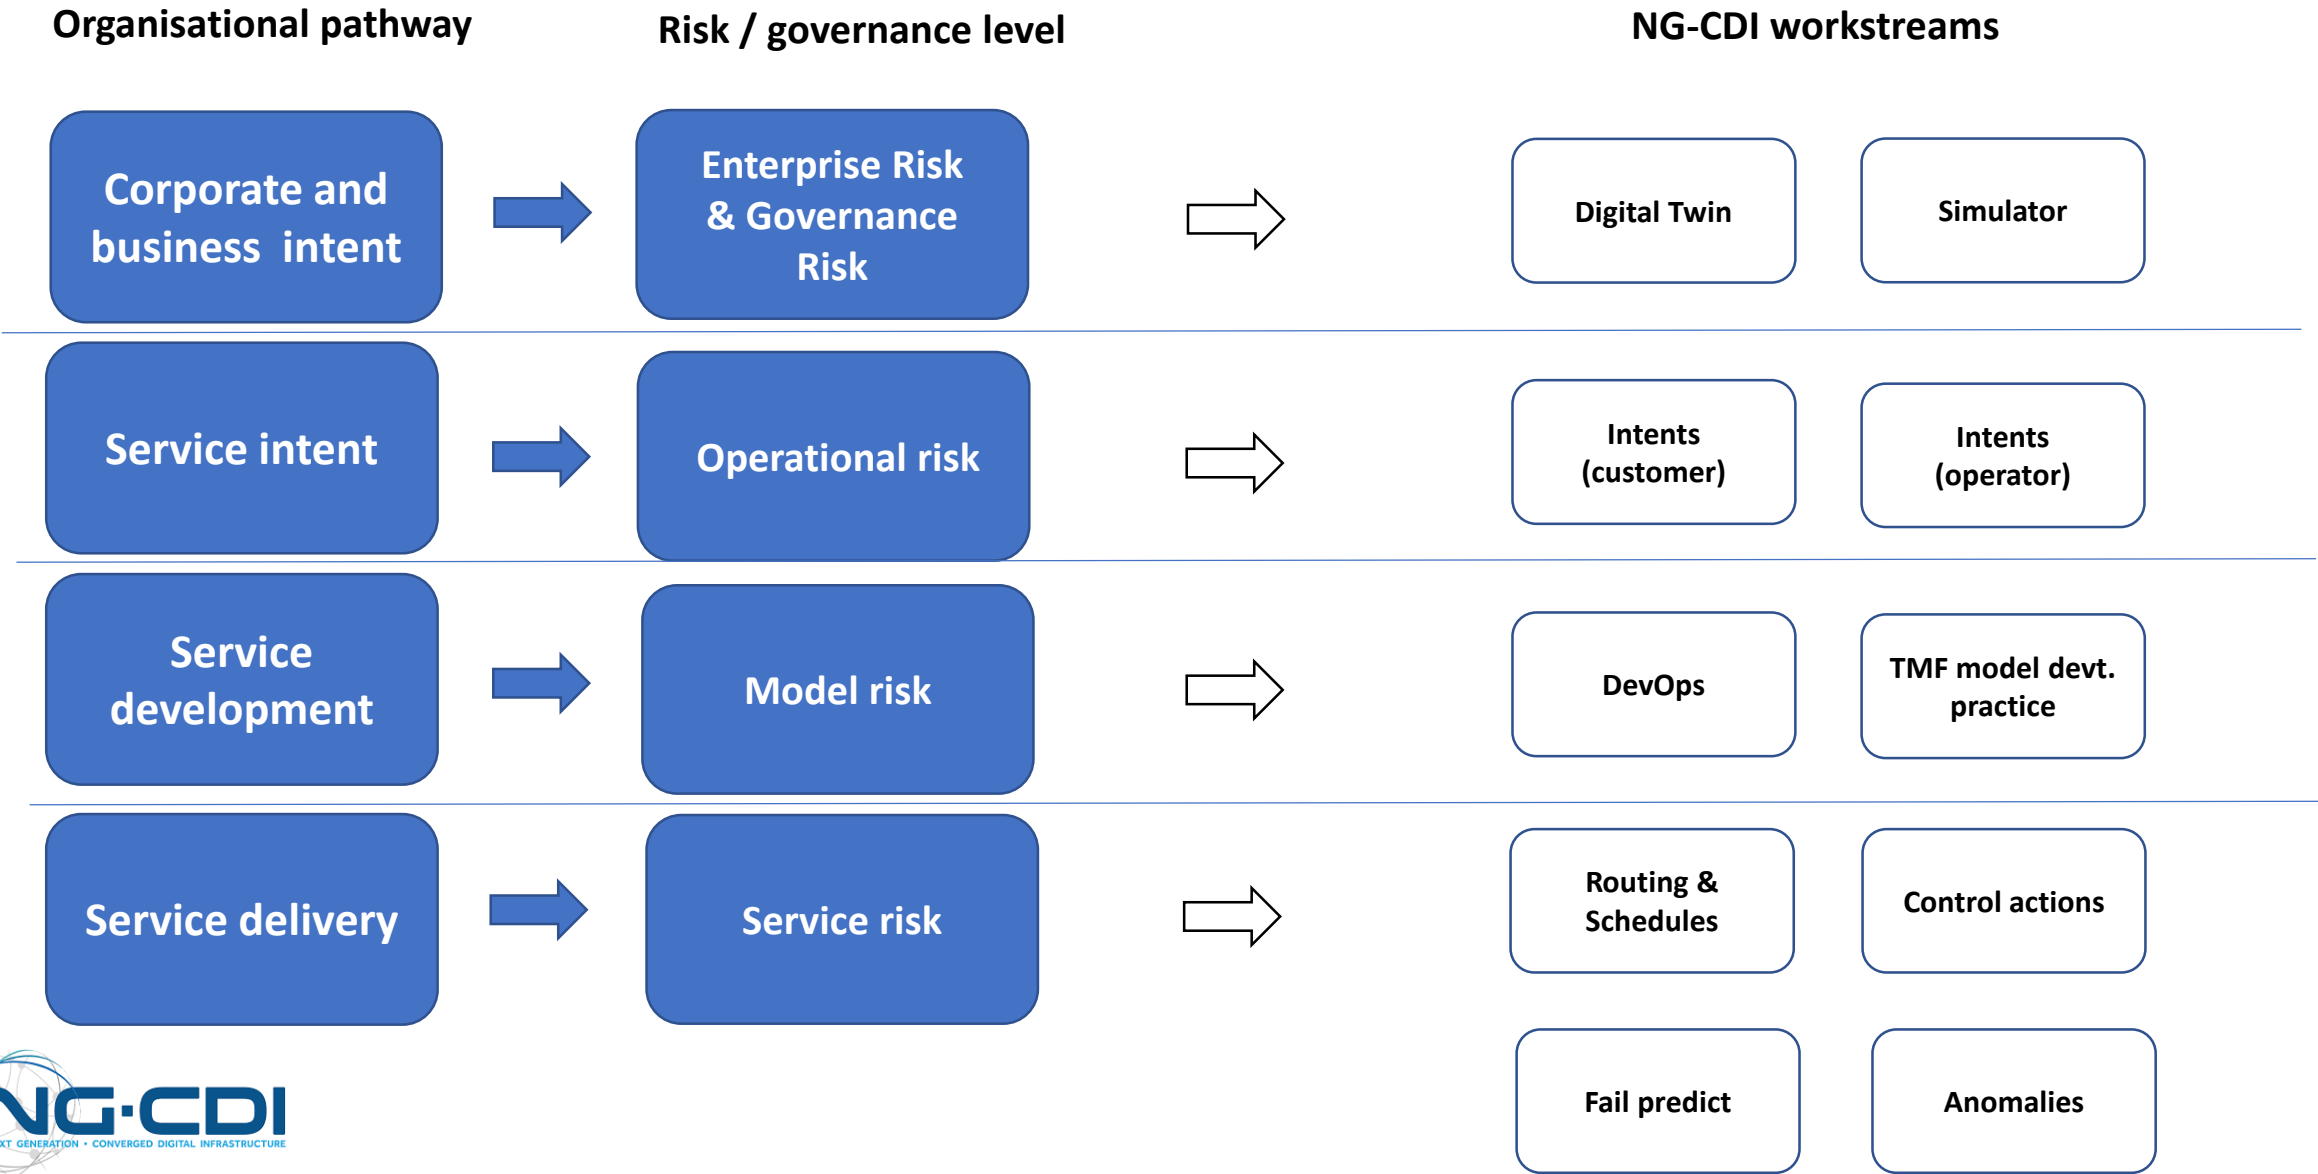 Organisational pathway
Risk / governance level
NG-CDI workstreams
Corporate and
business intent
Enterprise Risk
& Governance
Risk
Digital Twin
Simulator
Service intent
Operational risk
Intents
(customer)
Intents
(operator)
Service
development
Model risk
DevOps
TMF model devt.
practice
Service delivery
Service risk
Routing &
Schedules
Control actions
Fail predict
Anomalies
NG·CDI
XT GENERATION • CONVERGED DIGITAL INFRASTRUCTURE